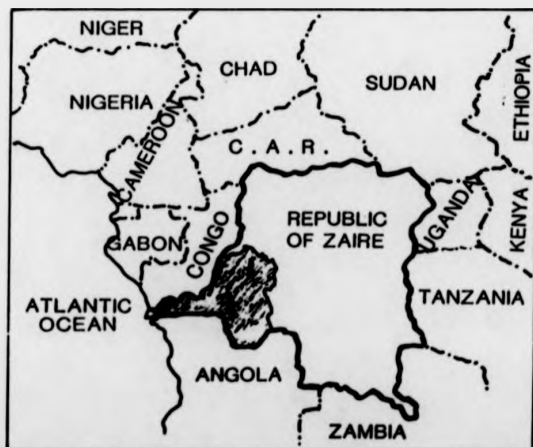 NIGER
CHAD
SUDAN
ETHIOPIA
NIGERIA
CAMEROON
C. A. R.
UGANDA
KENYA
GABON
CONGO
REPUBLIC
OF ZAIRE
ATLANTIC
OCEAN
TANZANIA
ANGOLA
ZAMBIA